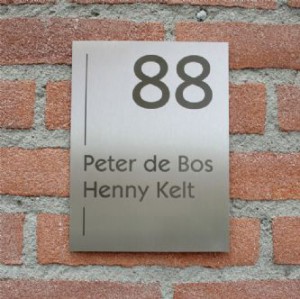 88
Peter de Bos
Henny Kelt